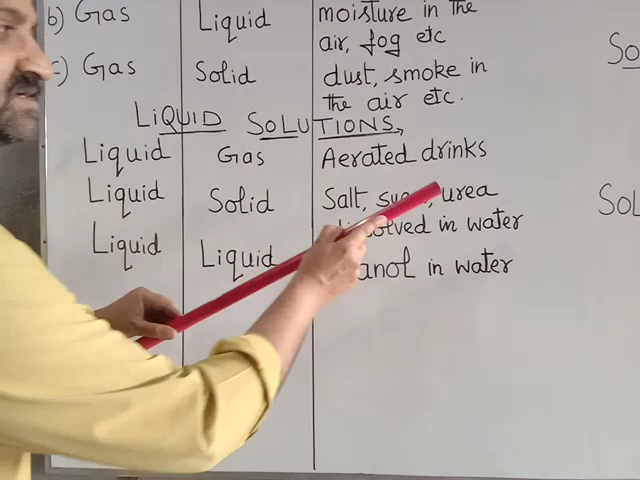 b) Gas Liquid moisture in the
air, fog etc
c) Gas Solid dust, smoke in
the air etc.
LIQUID SOLUTIONS
Liquid Gas Aerated drinks
Liquid Solid Salt, urea
in water
Liquid Liquid in water